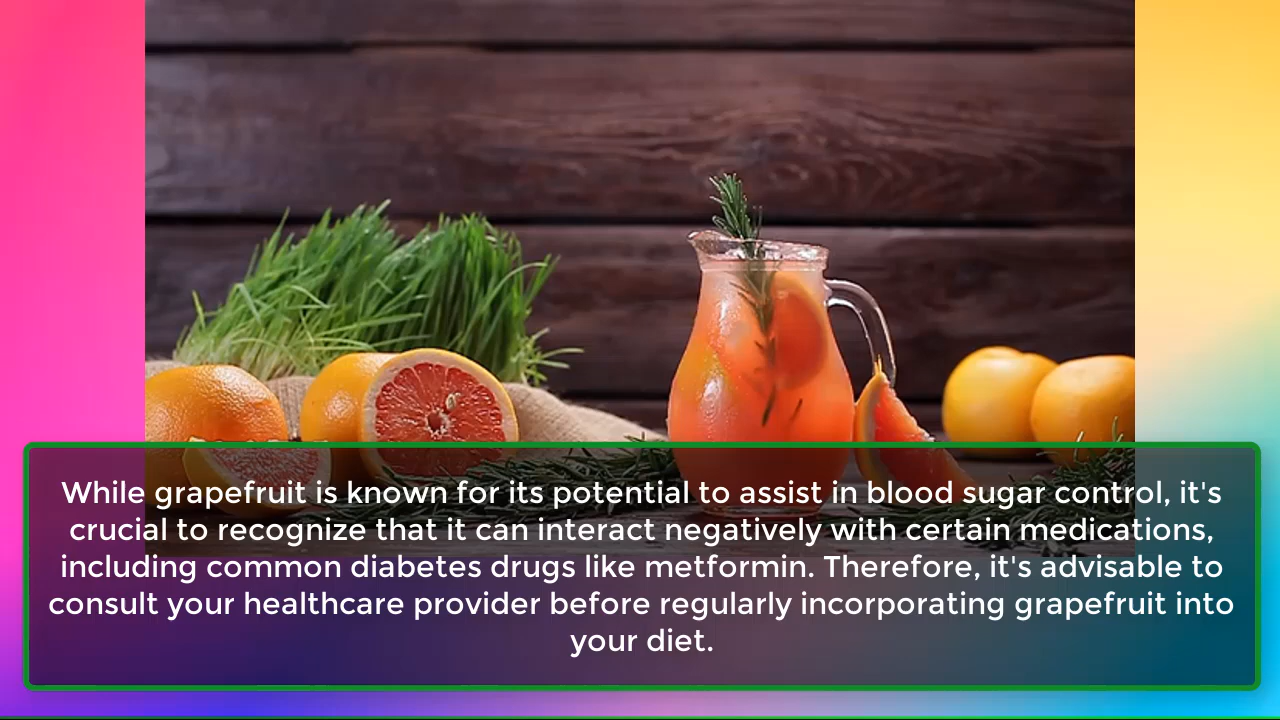 While grapefruit is known for its potential to assist in blood sugar control, it's
crucial to recognize that it can interact negatively with certain medications,
including common diabetes drugs like metformin. Therefore, it's advisable to
consult your healthcare provider before regularly incorporating grapefruit into
your diet.